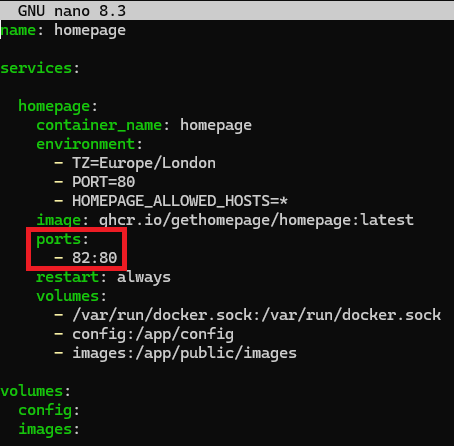 GNU nano 8.3
name: homepage
services:
homepage:
container_name: homepage
environment:
- TZ=Europe/London
- PORT=80
- HOMEPAGE_ALLOWED_HOSTS=*
image: ghcr.io/gethomepage/homepage:latest
ports:
- 82:80
restart: always
volumes:
- /var/run/docker.sock:/var/run/docker.sock
- config:/app/config
- images:/app/public/images
volumes:
config:
images: